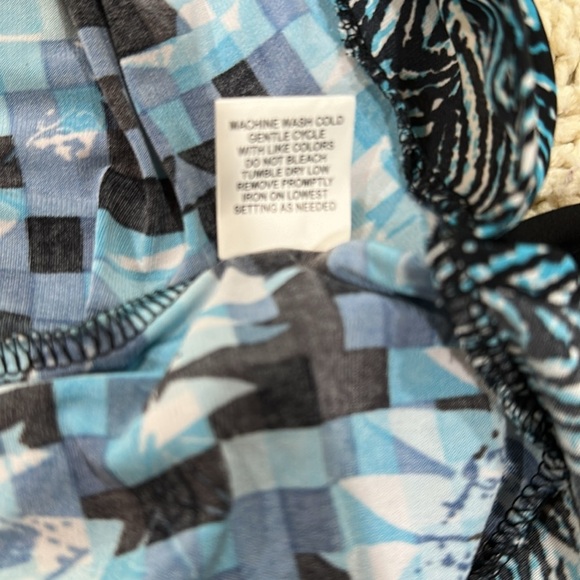 MACHINE WASH COLD
GENTLE CYCLE
WITH LIKE COLORS
DO NOT BLEACH
TUMBLE DRY LOW
REMOVE PROMPTLY
IRON ON LOWEST
SETTING AS NEEDED